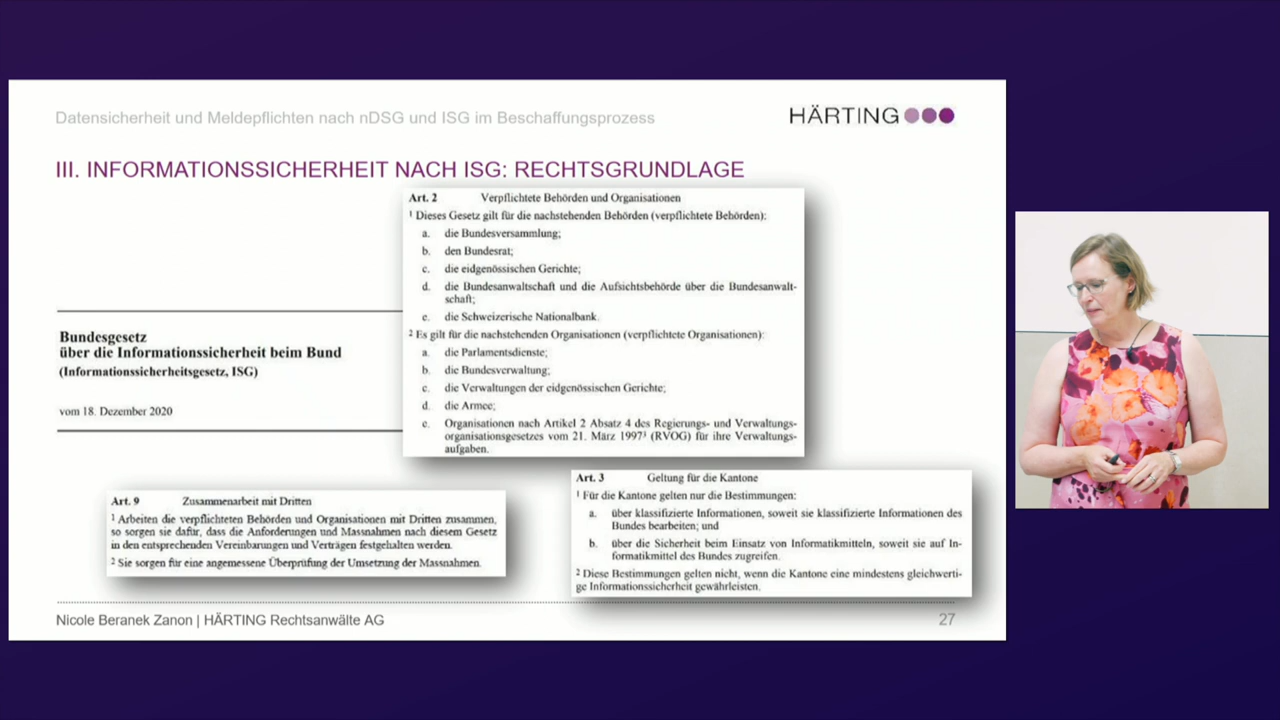 Datensicherheit und Meldepflichten nach nDSG und ISG im Beschaffungsprozess
HÄRTING
III. INFORMATIONSSICHERHEIT NACH ISG: RECHTSGRUNDLAGE
Art. 2 Verpflichtete Behörden und Organisationen
1 Dieses Gesetz gilt für die nachstehenden Behörden (verpflichtete Behörden):
a. die Bundesversammlung;
b. den Bundesrat;
c. die eidgenössischen Gerichte;
d. die Bundesanwaltschaft und die Aufsichtsbehörde über die Bundesanwalt-
schaft;
e. die Schweizerische Nationalbank.
2 Es gilt für die nachstehenden Organisationen (verpflichtete Organisationen):
a. die Parlamentsdienste;
b. die Bundesverwaltung;
c. die Verwaltungen der eidgenössischen Gerichte;
d. die Armee;
e. Organisationen nach Artikel 2 Absatz 4 des Regierungs- und Verwaltungs-
organisationsgesetzes vom 21. März 1997³ (RVOG) für ihre Verwaltungs-
aufgaben.
Bundesgesetz
über die Informationssicherheit beim Bund
(Informationssicherheitsgesetz, ISG)
vom 18. Dezember 2020
Art. 9 Zusammenarbeit mit Dritten
1 Arbeiten die verpflichteten Behörden und Organisationen mit Dritten zusammen,
so sorgen sie dafür, dass die Anforderungen und Massnahmen nach diesem Gesetz
in den entsprechenden Vereinbarungen und Verträgen festgehalten werden.
2 Sie sorgen für eine angemessene Überprüfung der Umsetzung der Massnahmen.
Art. 3 Geltung für die Kantone
1 Für die Kantone gelten nur die Bestimmungen:
a. über klassifizierte Informationen, soweit sie klassifizierte Informationen des
Bundes bearbeiten; und
b. über die Sicherheit beim Einsatz von Informatikmitteln, soweit sie auf In-
formatikmittel des Bundes zugreifen.
2 Diese Bestimmungen gelten nicht, wenn die Kantone eine mindestens gleichwerti-
ge Informationssicherheit gewährleisten.
Nicole Beranek Zanon | HÄRTING Rechtsanwälte AG
27